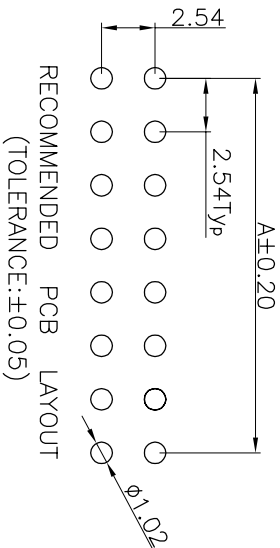 2.54
2.54Typ
A±0.20
ϕ1.02
RECOMMENDED PCB LAYOUT
(TOLERANCE:±0.05)